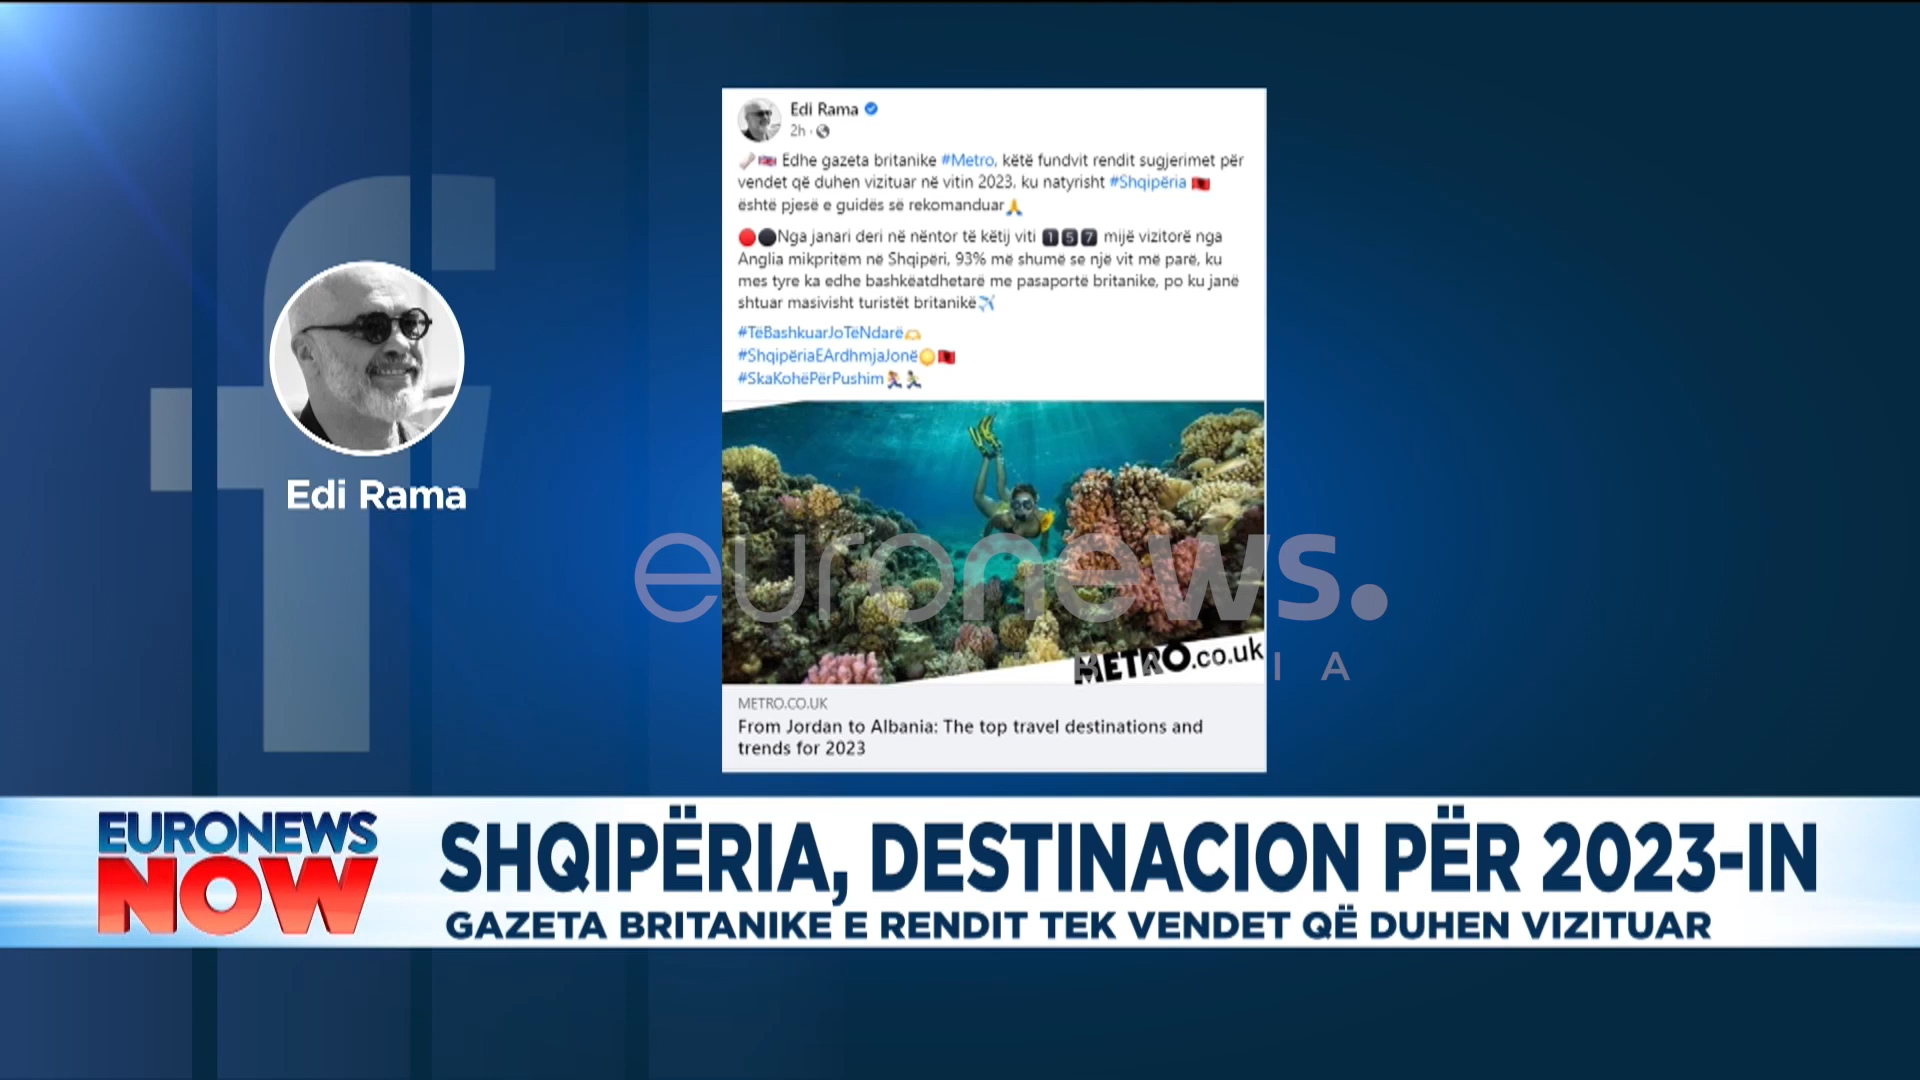 Edi Rama
2h
Edhe gazeta britanike #Metro, këtë fundvit rendit sugjerimet për
vendet që duhen vizituar në vitin 2023, ku natyrisht #Shqipëria
është pjesë e guidës së rekomanduar
Nga janari deri në nëntor të këtij viti 157 mijë vizitorë nga
Anglia mikpritëm në Shqipëri, 93% më shumë se një vit më parë, ku
mes tyre ka edhe bashkëatdhetarë me pasaportë britanike, po ku janë
shtuar masivisht turistët britanikë
#TëBashkuarJoTëNdarë
#ShqipëriaEArdhmjaJonë
#SkaKohëPërPushim
Edi Rama
euronews.
METRO.co.uk
METRO.CO.UK
From Jordan to Albania: The top travel destinations and
trends for 2023
EURONEWS
NOW
SHQIPËRIA, DESTINACION PËR 2023-IN
GAZETA BRITANIKE E RENDIT TEK VENDET QË DUHEN VIZITUAR